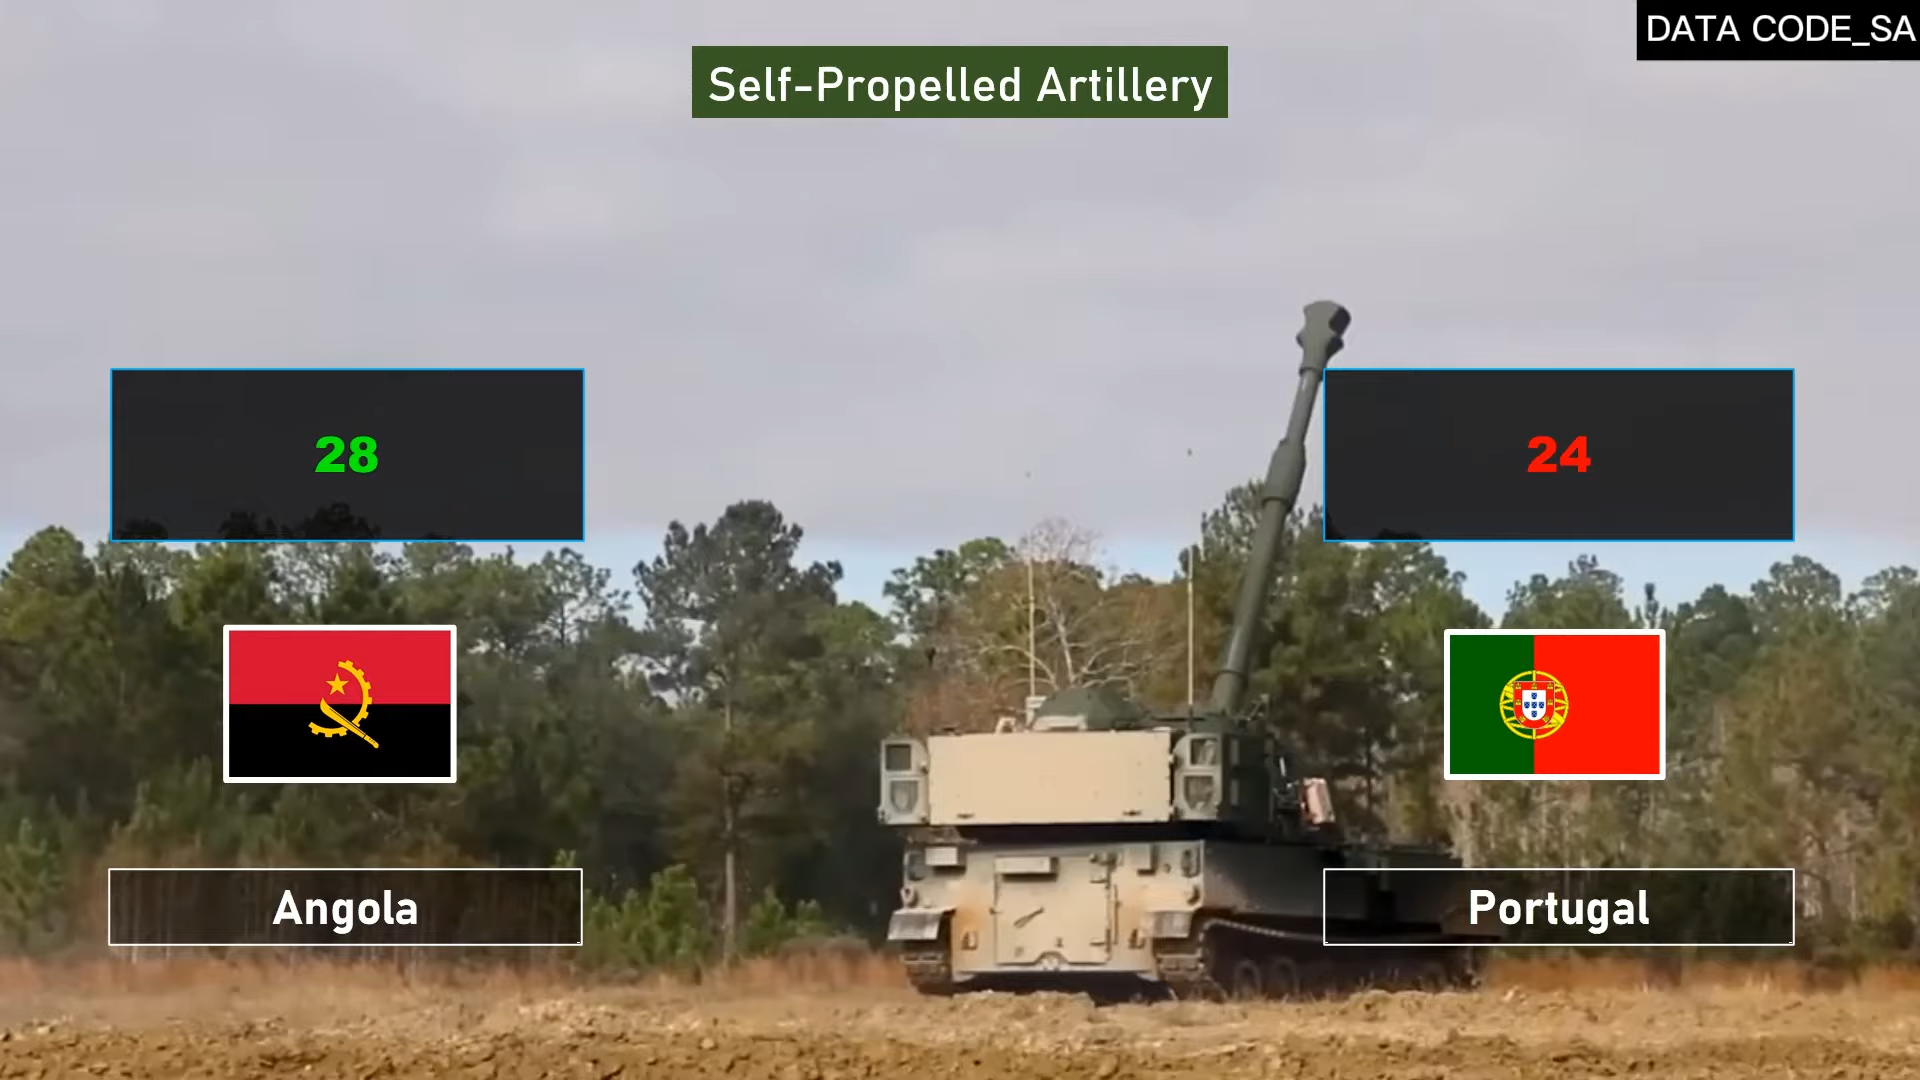 DATA CODE_SA
Self-Propelled Artillery
28
24
Angola
Portugal